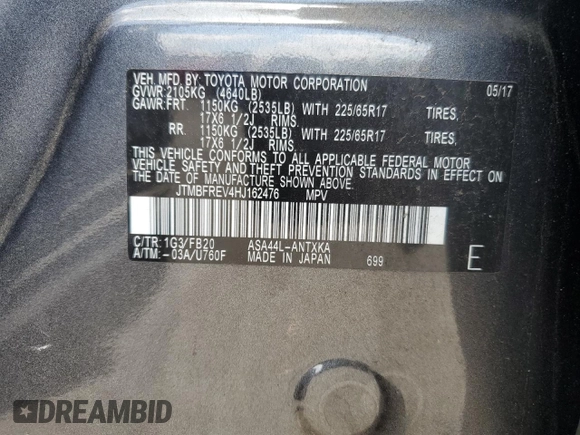 VEH. MFD. BY: TOYOTA MOTOR CORPORATION 05/17
GVWR:2105KG (4640LB)
GAWR:FRT. 1150KG (2535LB) WITH 225/65R17 TIRES,
17X6 1/2J RIMS
RR. 1150KG (2535LB) WITH 225/65R17 TIRES,
17X6 1/2J RIMS
THIS VEHICLE CONFORMS TO ALL APPLICABLE FEDERAL MOTOR
VEHICLE SAFETY AND THEFT PREVENTION STANDARDS IN EFFECT ON
THE DATE OF MANUFACTURE SHOWN ABOVE.
JTMBFREV4HJ162476 MPV
C/TR:1G3/FB20 ASA44L-ANTXKA
A/TM:-03A/U760F MADE IN JAPAN 699 E
DREAMBID